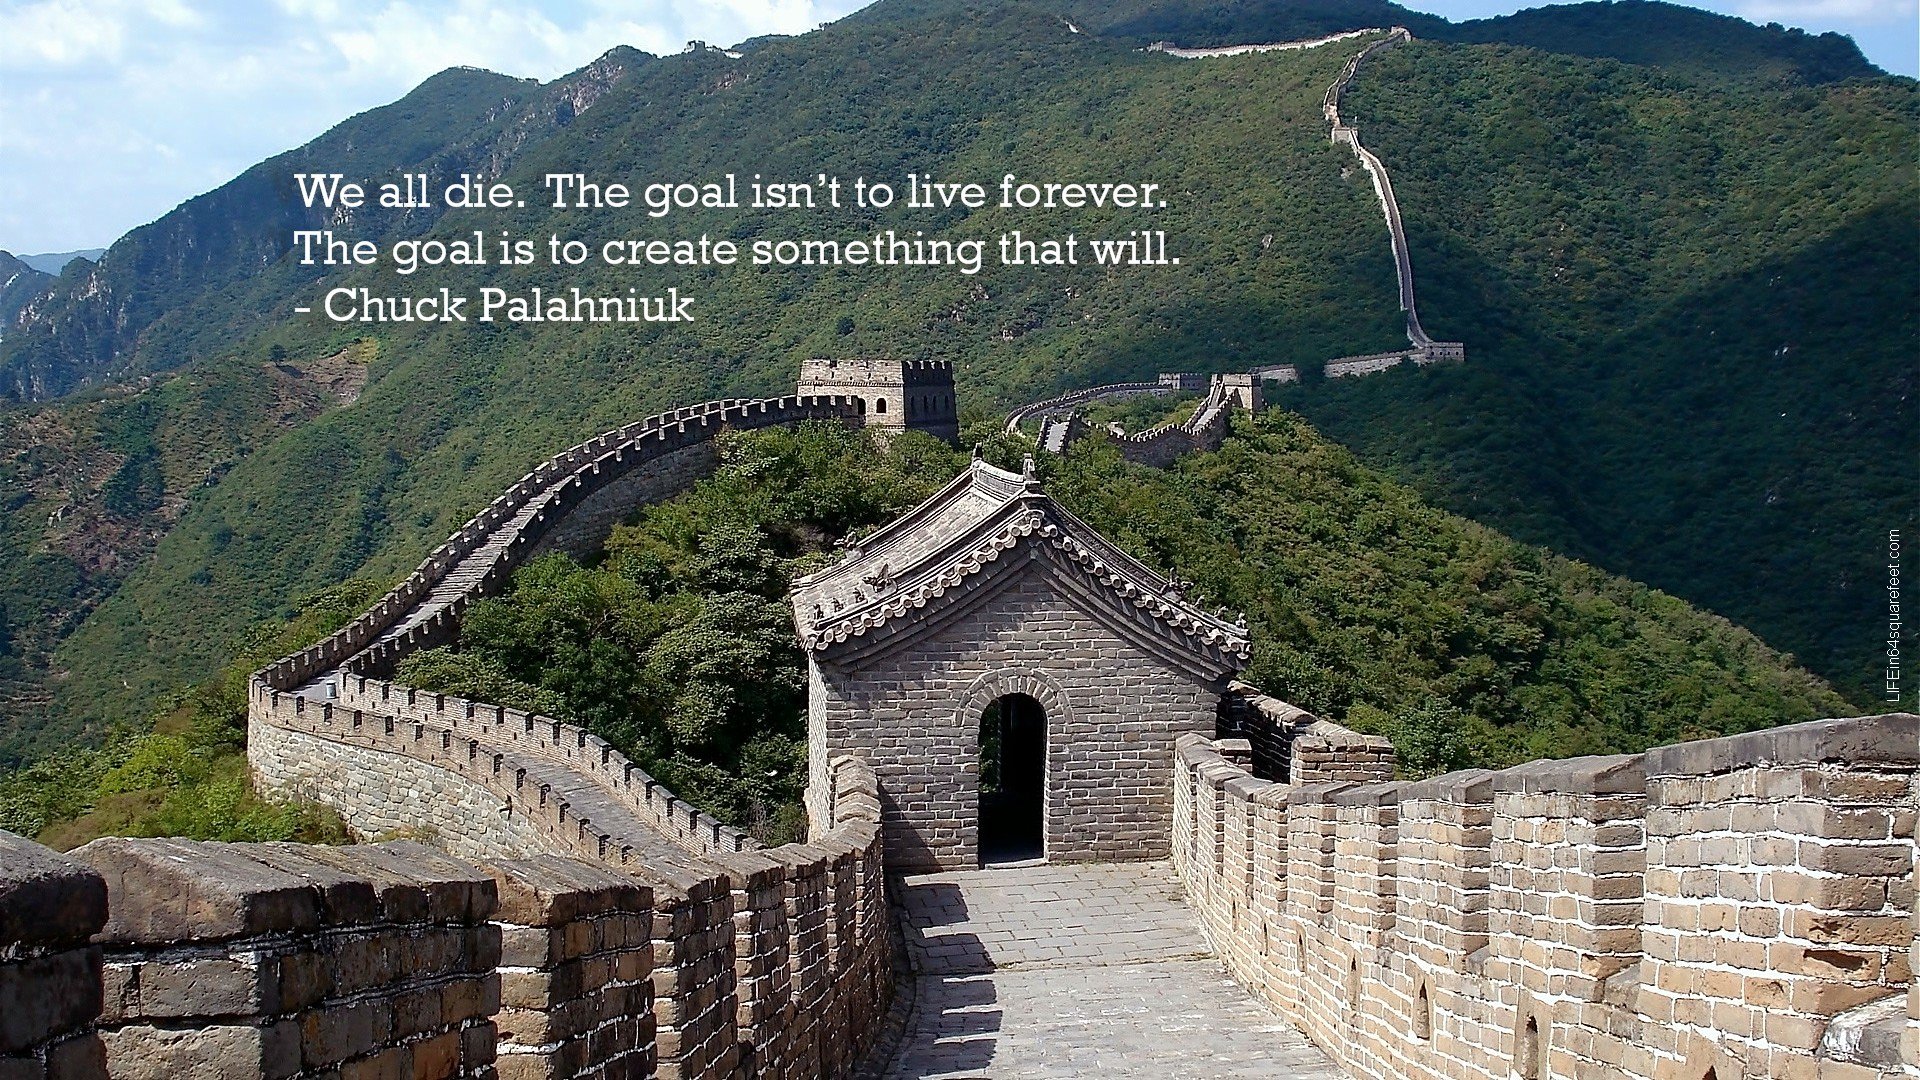 We all die. The goal isn't to live forever.
The goal is to create something that will.
- Chuck Palahniuk
LIFEin64squarefeet.com